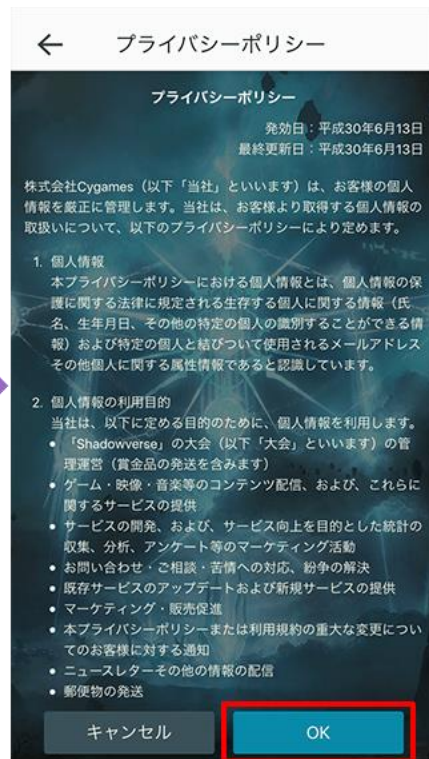 プライバシーポリシー
プライバシーポリシー
発効日：平成30年6月13日
最終更新日：平成30年6月13日
株式会社Cygames（以下「当社」といいます）は、お客様の個人
情報を厳正に管理します。当社は、お客様より取得する個人情報の
取扱いについて、以下のプライバシーポリシーにより定めます。
1. 個人情報
本プライバシーポリシーにおける個人情報とは、個人情報の保
護に関する法律に規定される生存する個人に関する情報（氏
名、生年月日、その他の特定の個人の識別することができる情
報）および特定の個人と結びついて使用されるメールアドレス
その他個人に関する属性情報であると認識しています。
2. 個人情報の利用目的
当社は、以下に定める目的のために、個人情報を利用します。
• 「Shadowverse」の大会（以下「大会」といいます）の管
理運営（賞金品の発送を含みます）
• ゲーム・映像・音楽等のコンテンツ配信、および、これらに
関するサービスの提供
• サービスの開発、および、サービス向上を目的とした統計の
収集、分析、アンケート等のマーケティング活動
• お問い合わせ・ご相談・苦情への対応、紛争の解決
• 既存サービスのアップデートおよび新規サービスの提供
• マーケティング・販売促進
• 本プライバシーポリシーまたは利用規約の重大な変更につい
てのお客様に対する通知
• ニュースレターその他の情報の配信
• 郵便物の発送
キャンセル
OK